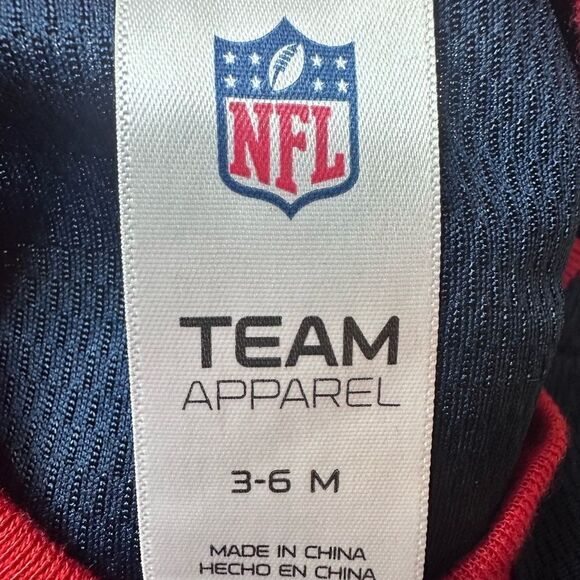 NFL
TEAM
APPAREL
3-6 M
MADE IN CHINA
HECHO EN CHINA